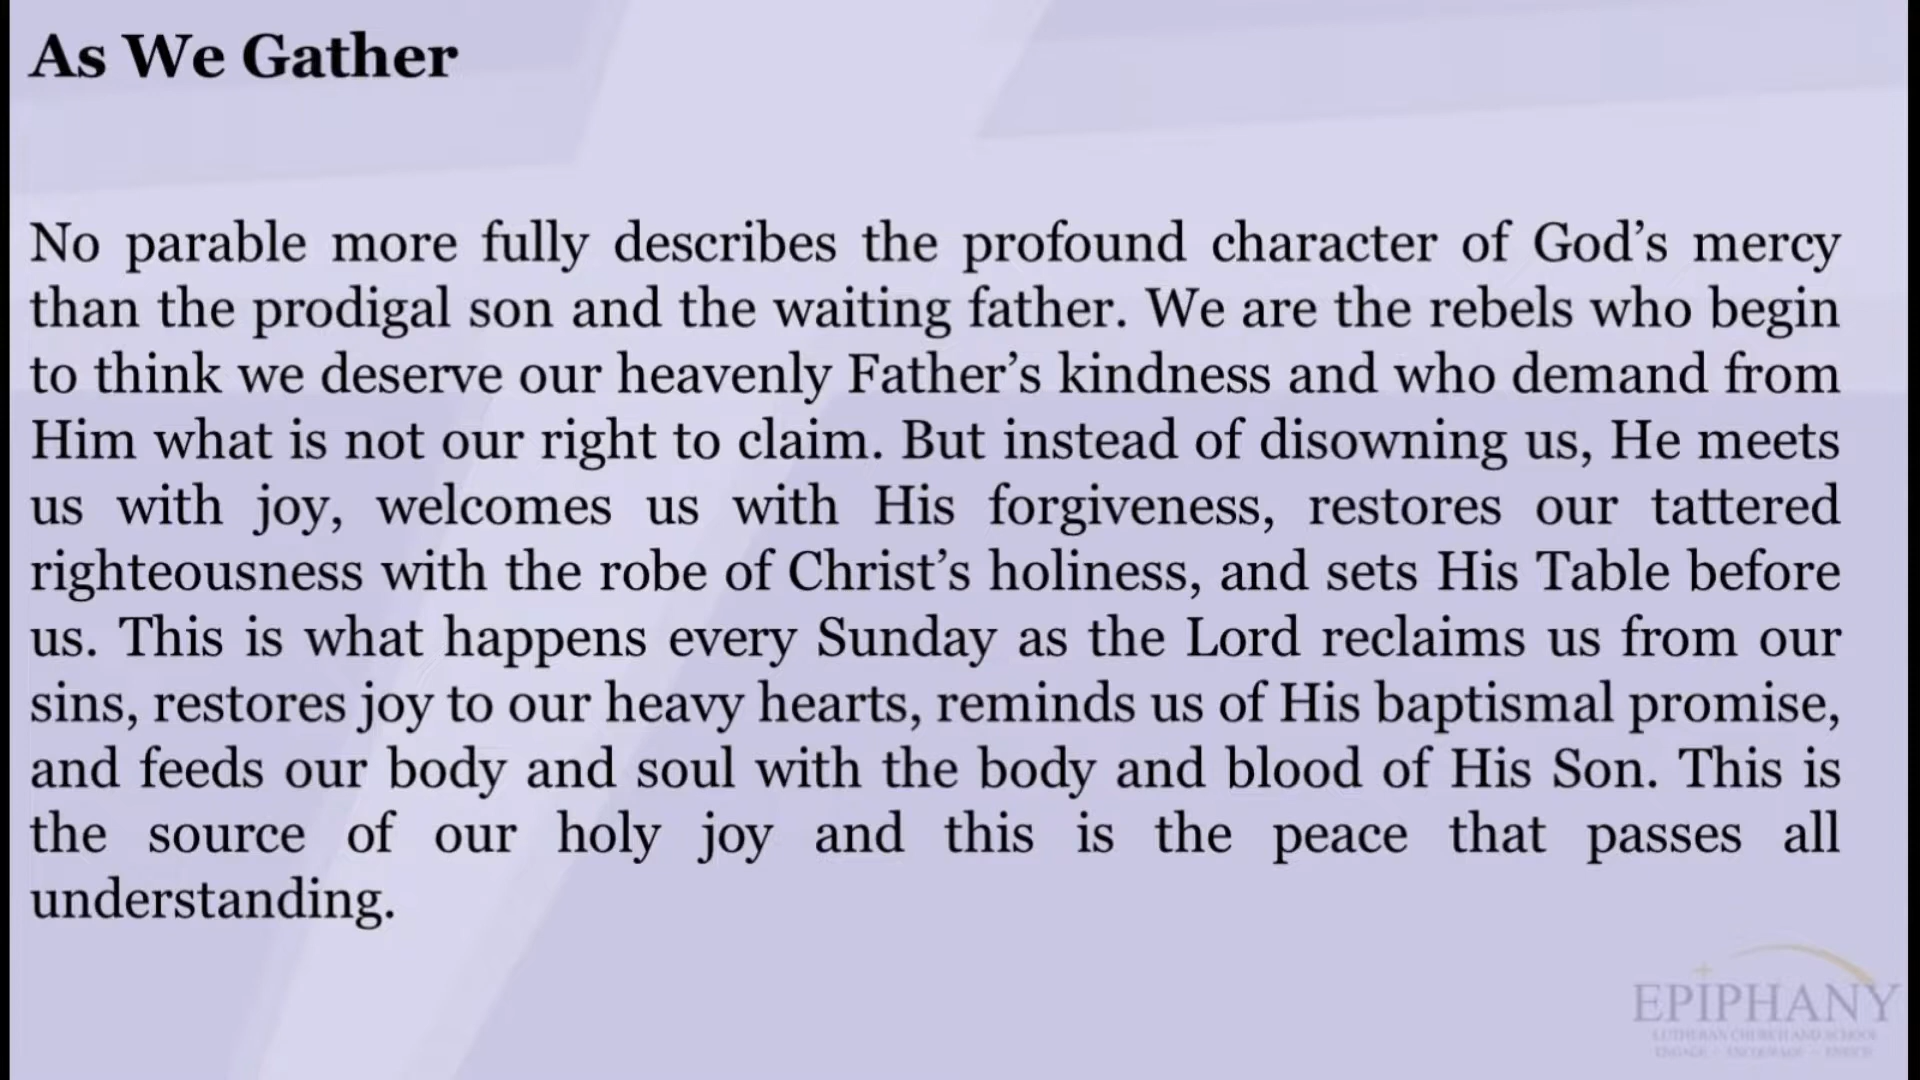 As We Gather
No parable more fully describes the profound character of God’s mercy
than the prodigal son and the waiting father. We are the rebels who begin
to think we deserve our heavenly Father’s kindness and who demand from
Him what is not our right to claim. But instead of disowning us, He meets
us with joy, welcomes us with His forgiveness, restores our tattered
righteousness with the robe of Christ’s holiness, and sets His Table before
us. This is what happens every Sunday as the Lord reclaims us from our
sins, restores joy to our heavy hearts, reminds us of His baptismal promise,
and feeds our body and soul with the body and blood of His Son. This is
the source of our holy joy and this is the peace that passes all
understanding.
EPIPHANY
LUTHERAN CHURCH AND SCHOOL
ENGAGE